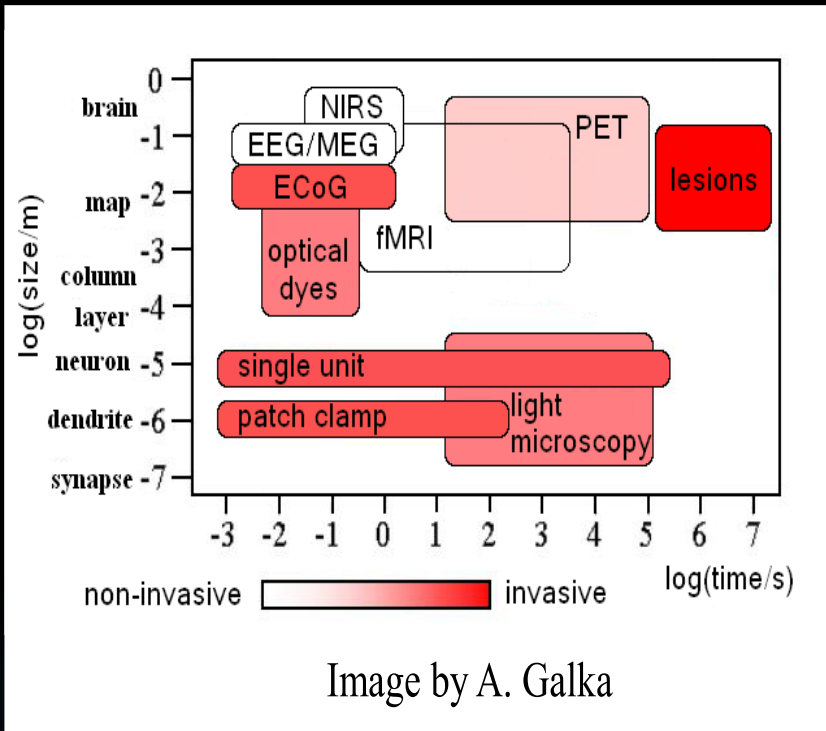 0
brain
NIRS
PET
-1
EEG/MEG
lesions
ECoG
map -2
log(size/m)
fMRI
optical
dyes
-3
column
-4
layer
neuron -5
single unit
light
microscopy
dendrite -6
patch clamp
synapse -7
-3 -2 -1 0 1 2 3 4 5 6 7
log(time/s)
non-invasive invasive
Image by A. Galka